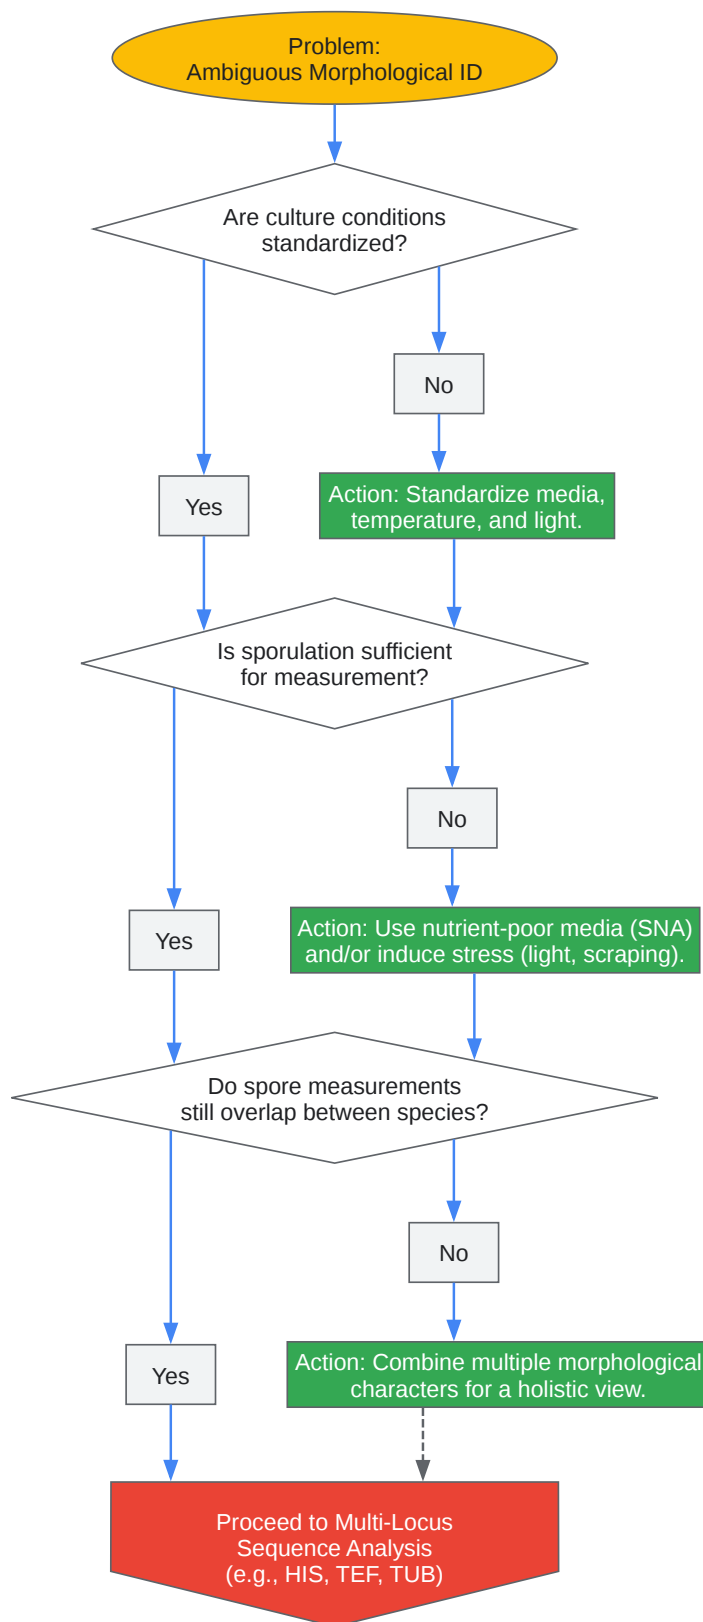 Problem:
Ambiguous Morphological ID
Are culture conditions
standardized?
No
Yes
Action: Standardize media,
temperature, and light.
Is sporulation sufficient
for measurement?
No
Yes
Action: Use nutrient-poor media (SNA)
and/or induce stress (light, scraping).
Do spore measurements
still overlap between species?
No
Yes
Action: Combine multiple morphological
characters for a holistic view.
Proceed to Multi-Locus
Sequence Analysis
(e.g., HIS, TEF, TUB)